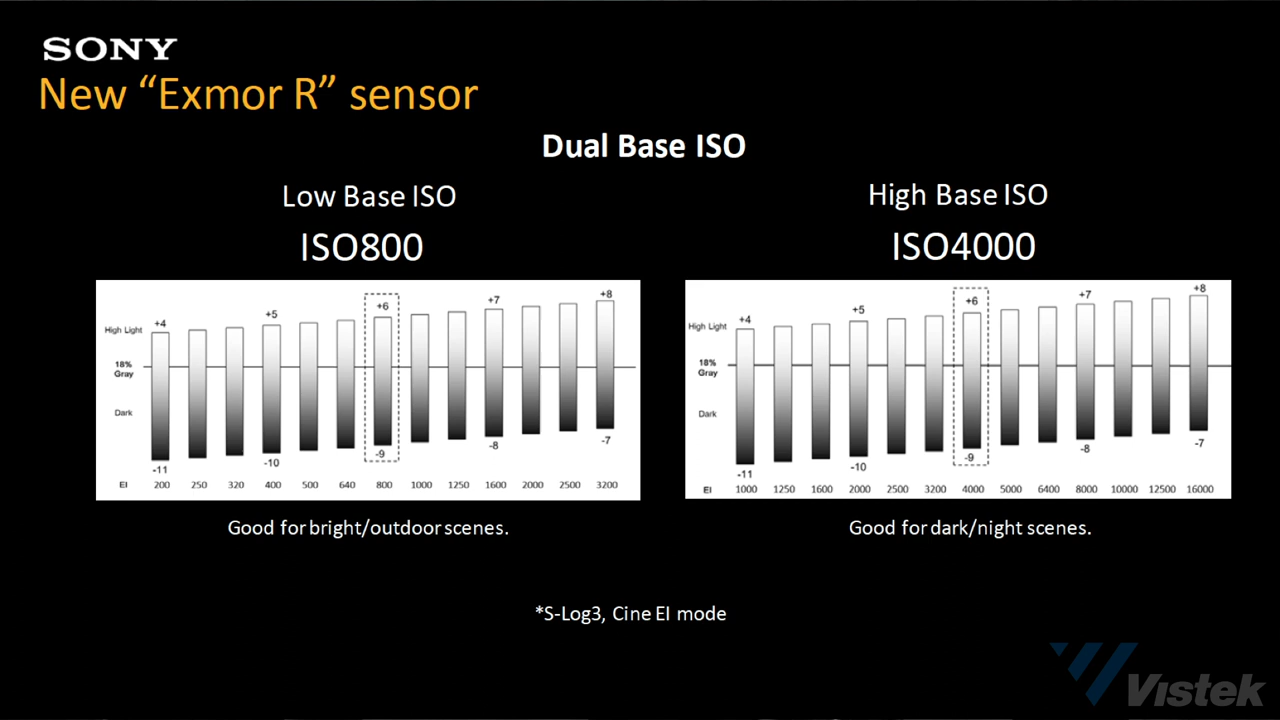 SONY
New “Exmor R” sensor
Dual Base ISO
Low Base ISO
ISO800
+4 +5 +6 +7 +8
High Light
18%
Gray
Dark
-11 -10 -9 -8 -7
EI 200 250 320 400 500 640 800 1000 1250 1600 2000 2500 3200
Good for bright/outdoor scenes.
High Base ISO
ISO4000
+4 +5 +6 +7 +8
High Light
18%
Gray
Dark
-11 -10 -9 -8 -7
EI 1000 1250 1600 2000 2500 3200 4000 5000 6400 8000 10000 12500 16000
Good for dark/night scenes.
*S-Log3, Cine EI mode
Vistek